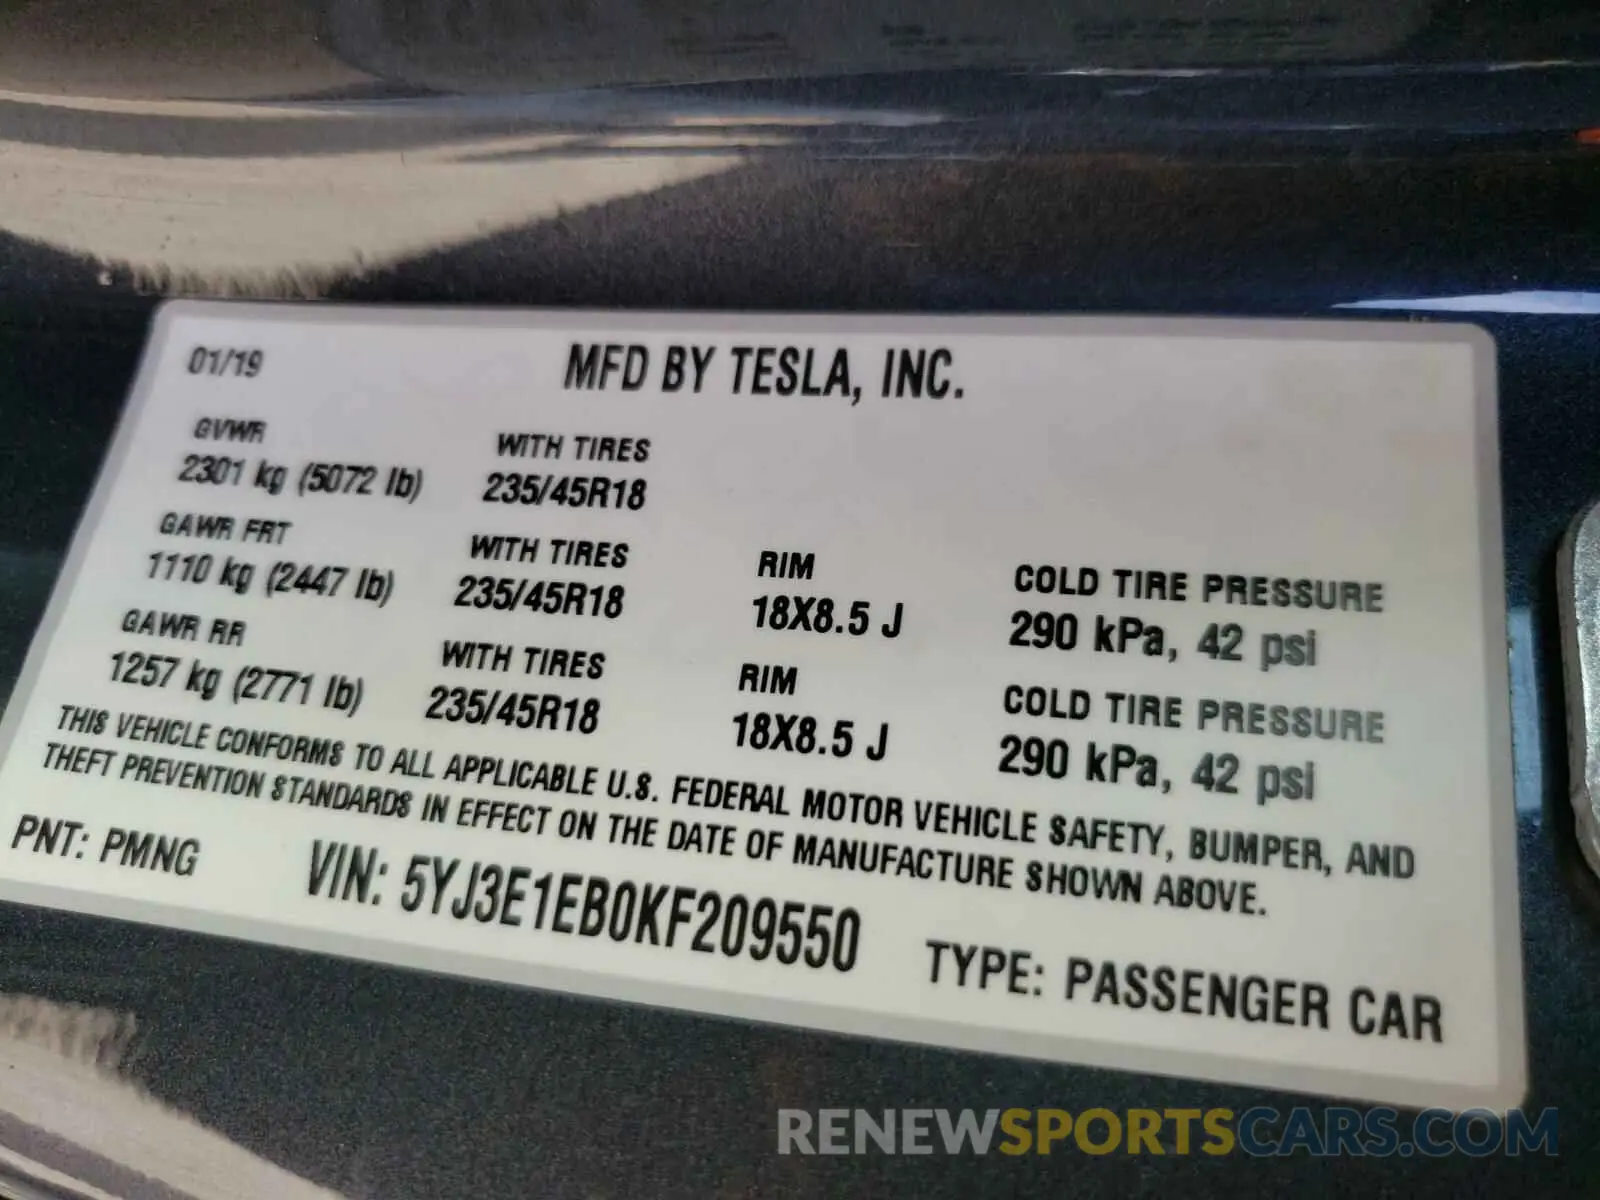 01/19 MFD BY TESLA, INC.
GVWR WITH TIRES
2301 kg (5072 lb) 235/45R18
GAWR FRT WITH TIRES RIM COLD TIRE PRESSURE
1110 kg (2447 lb) 235/45R18 18X8.5 J 290 kPa, 42 psi
GAWR RR WITH TIRES RIM COLD TIRE PRESSURE
1257 kg (2771 lb) 235/45R18 18X8.5 J 290 kPa, 42 psi
THIS VEHICLE CONFORMS TO ALL APPLICABLE U.S. FEDERAL MOTOR VEHICLE SAFETY, BUMPER, AND
THEFT PREVENTION STANDARDS IN EFFECT ON THE DATE OF MANUFACTURE SHOWN ABOVE.
PNT: PMNG VIN: 5YJ3E1EB0KF209550 TYPE: PASSENGER CAR
RENEWSPORTSCARS.COM